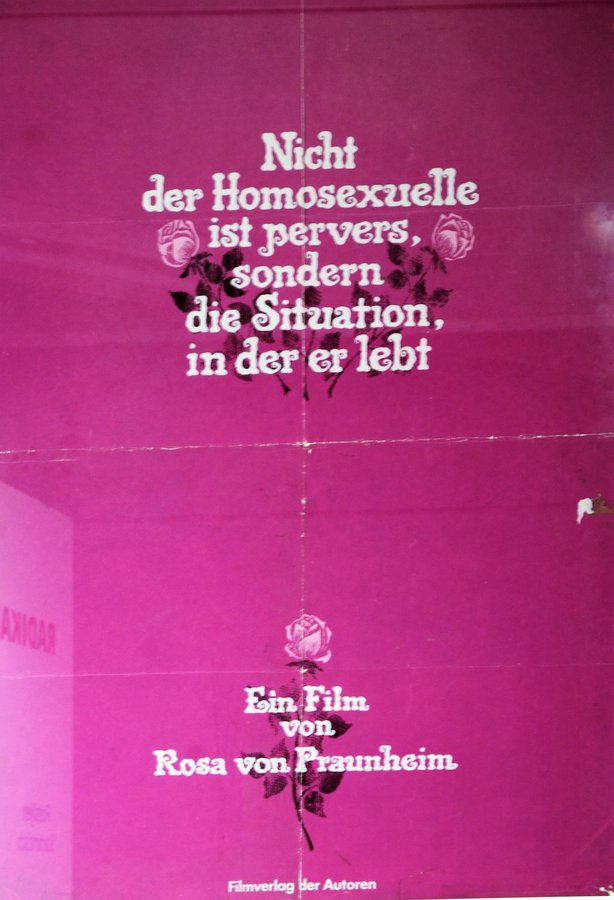 Nicht
der Homosexuelle
ist pervers,
sondern
die Situation,
in der er lebt
Ein Film
von
Rosa von Praunheim
Filmverlag der Autoren
RADIKA